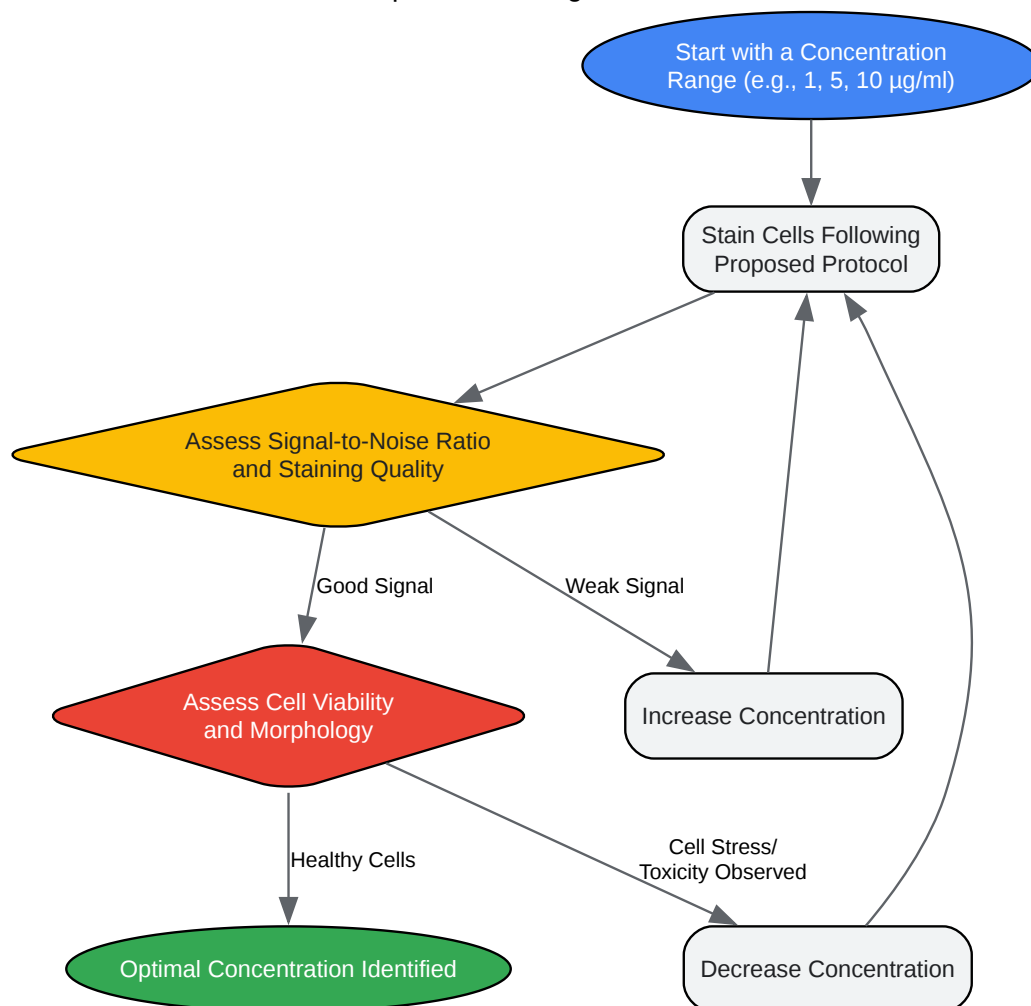 Start with a Concentration
Range (e.g., 1, 5, 10 µg/ml)
Stain Cells Following
Proposed Protocol
Assess Signal-to-Noise Ratio
and Staining Quality
Good Signal
Weak Signal
Assess Cell Viability
and Morphology
Increase Concentration
Healthy Cells
Cell Stress/
Toxicity Observed
Optimal Concentration Identified
Decrease Concentration